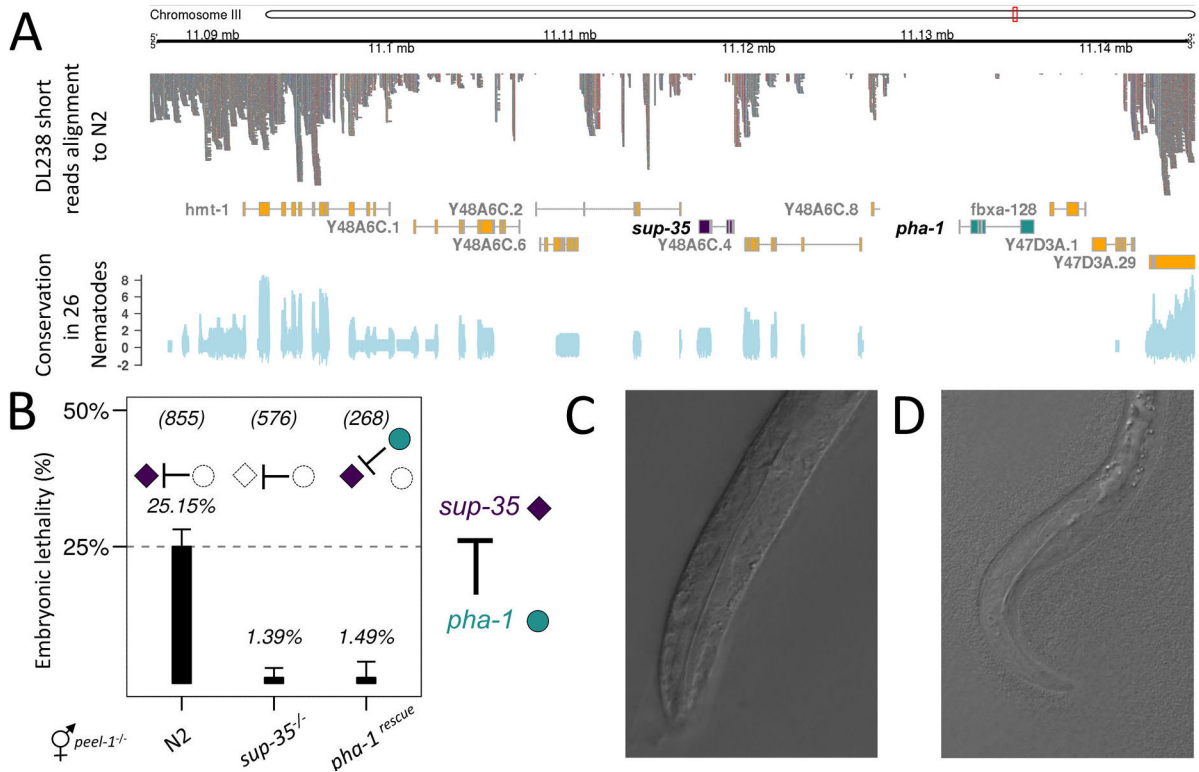 A
Chromosome III
5'
3'
11.09 mb
11.1 mb
11.11 mb
11.12 mb
11.13 mb
11.14 mb
3'
5'
DL238 short
reads alignment
to N2
hmt-1
Y48A6C.2
sup-35
Y48A6C.8
pha-1
fbxa-128
Y48A6C.1
Y48A6C.6
Y48A6C.4
Y47D3A.1
Y47D3A.29
Conservation
in 26
Nematodes
8
6
4
2
0
-2
B
Embryonic lethality (%)
50%
25%
(855)
(576)
(268)
25.15%
1.39%
1.49%
⚥ peel-1-/-
N2
sup-35-/-
pha-1 rescue
sup-35
pha-1
C
D